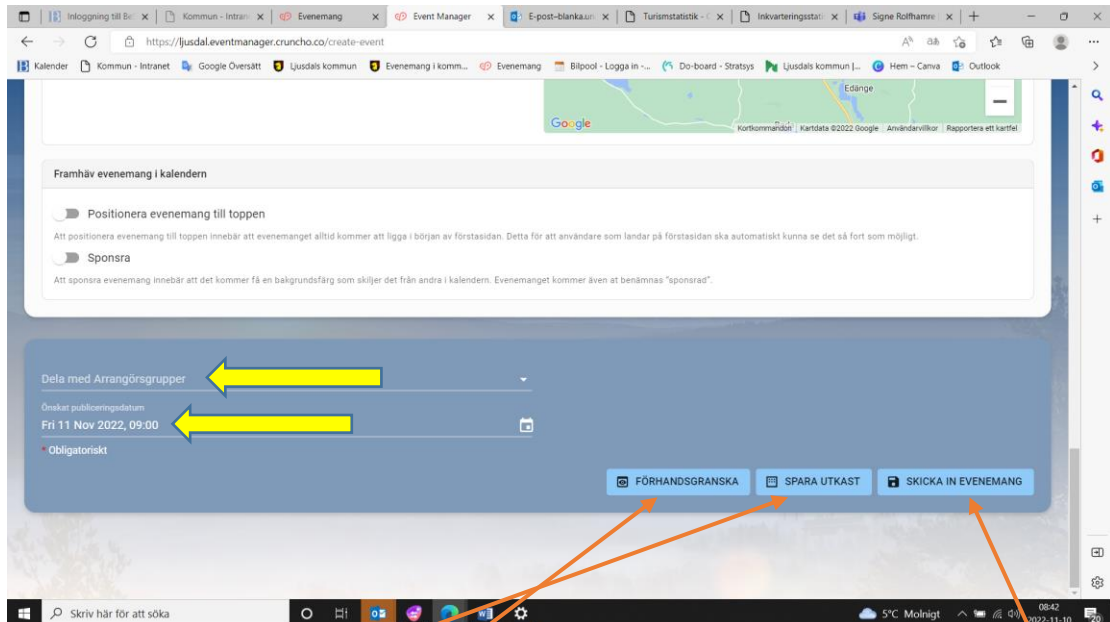 Inloggning till Bil
Kommun - Intran
Evenemang
Event Manager
E-post–blanka.un
Turismstatistik - C
Inkvarteringsstati
Signe Rolfhamre
https://ljusdal.eventmanager.cruncho.co/create-event
Kalender
Kommun - Intranet
Google Översätt
Ljusdals kommun
Evenemang i komm...
Evenemang
Bilpool - Logga in -...
Do-board - Stratsys
Ljusdals kommun |...
Hem – Canva
Outlook
Edänge
Google
Kortkommandon
Kartdata ©2022 Google
Användarvillkor
Rapportera ett kartfel
Framhäv evenemang i kalendern
Positionera evenemang till toppen
Att positionera evenemang till toppen innebär att evenemanget alltid kommer att ligga i början av förstasidan. Detta för att användare som landar på förstasidan ska automatiskt kunna se det så fort som möjligt.
Sponsra
Att sponsra evenemang innebär att det kommer få en bakgrundsfärg som skiljer det från andra i kalendern. Evenemanget kommer även at benämnas "sponsrad".
Dela med Arrangörsgrupper
Önskat publiceringsdatum
Fri 11 Nov 2022, 09:00
* Obligatoriskt
FÖRHANDSGRANSKA
SPARA UTKAST
SKICKA IN EVENEMANG
Skriv här för att söka
5°C Molnigt
08:42
2022-11-10
20